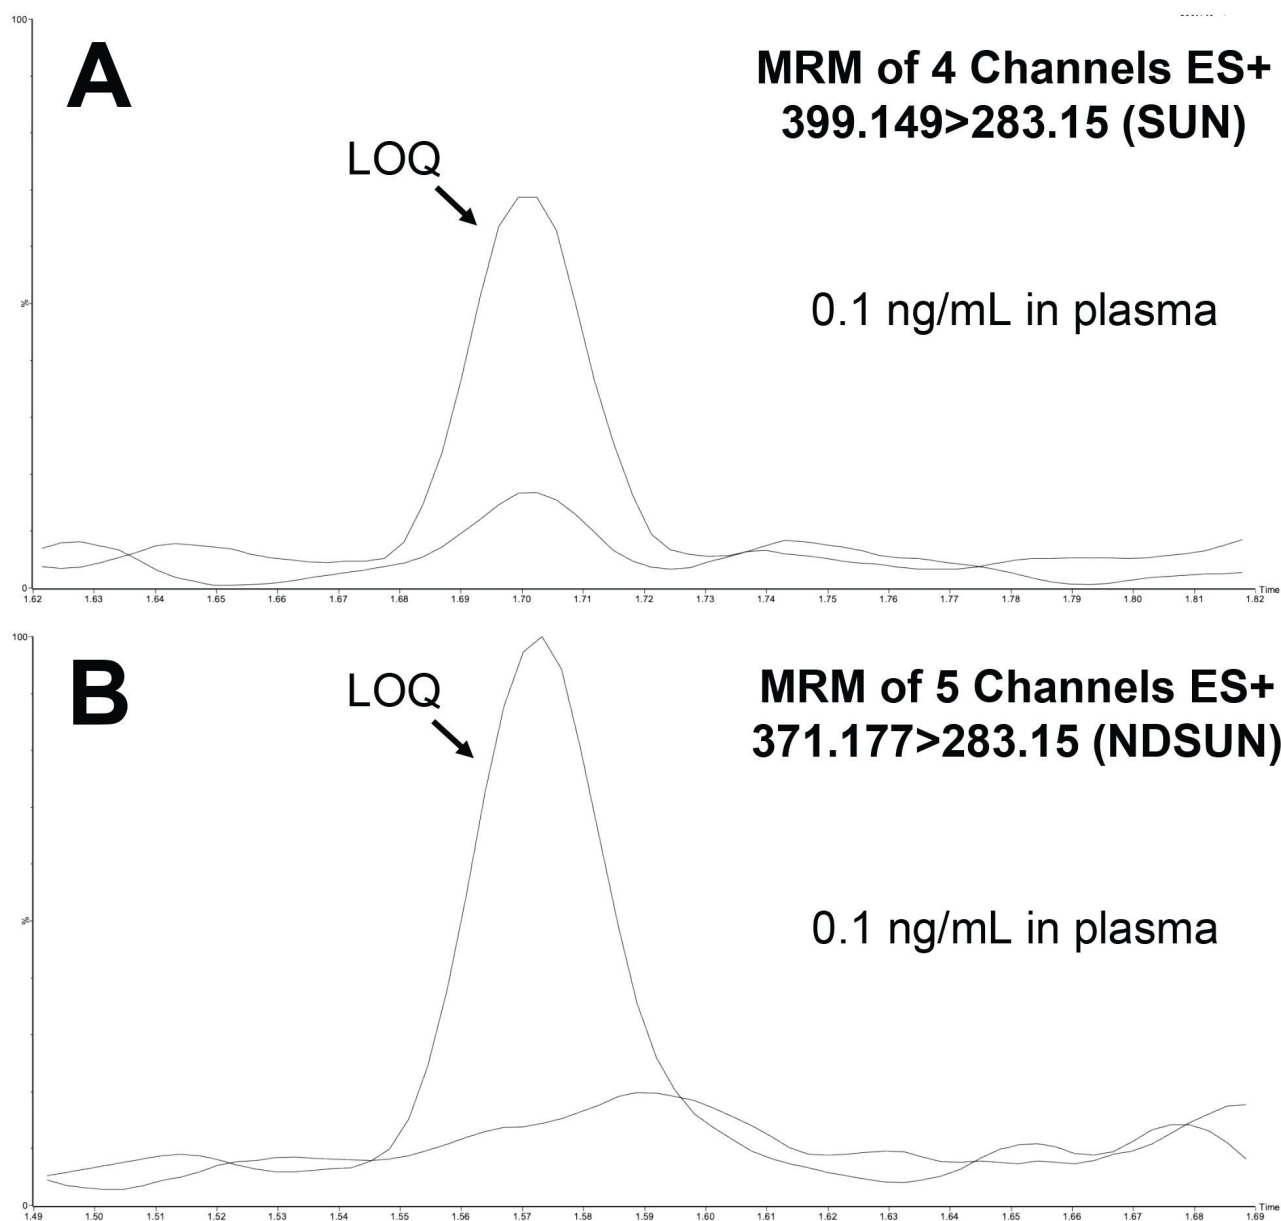 100
A
MRM of 4 Channels ES+
399.149>283.15 (SUN)
LOQ
0.1 ng/mL in plasma
%
0
1.62 1.63 1.64 1.65 1.66 1.67 1.68 1.69 1.70 1.71 1.72 1.73 1.74 1.75 1.76 1.77 1.78 1.79 1.80 1.81 1.82
Time
100
B
MRM of 5 Channels ES+
371.177>283.15 (NDSUN)
LOQ
0.1 ng/mL in plasma
%
0
1.49 1.50 1.51 1.52 1.53 1.54 1.55 1.56 1.57 1.58 1.59 1.60 1.61 1.62 1.63 1.64 1.65 1.66 1.67 1.68 1.69
Time